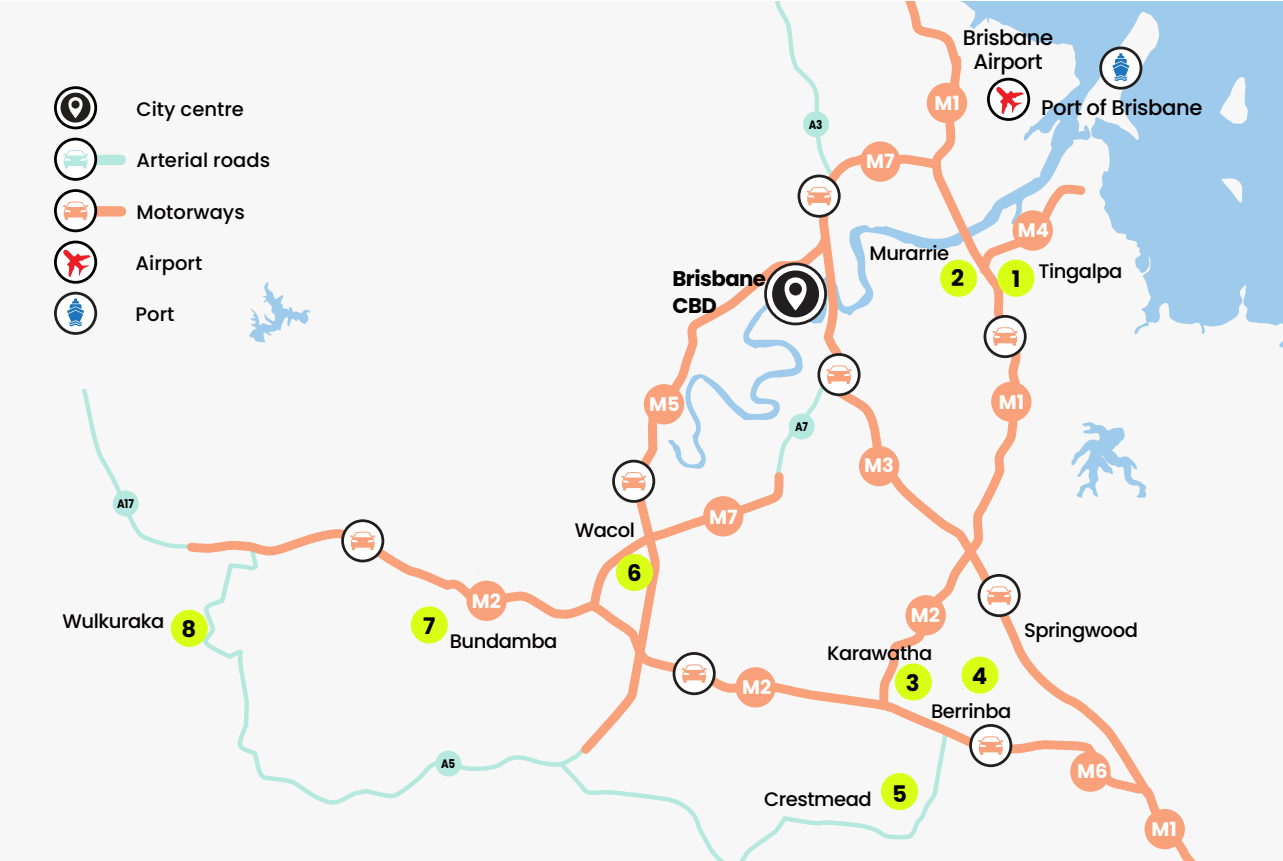 City centre
Arterial roads
Motorways
Airport
Port
Brisbane
Airport
Port of Brisbane
M1
A3
M7
M4
Murarrie
2
1
Tingalpa
Brisbane
CBD
M5
M1
A7
M3
A17
M7
Wacol
6
M2
Wulkuraka
8
7
Bundamba
M2
Springwood
Karawatha
3
4
M2
Berrinba
A5
M6
Crestmead
5
M1